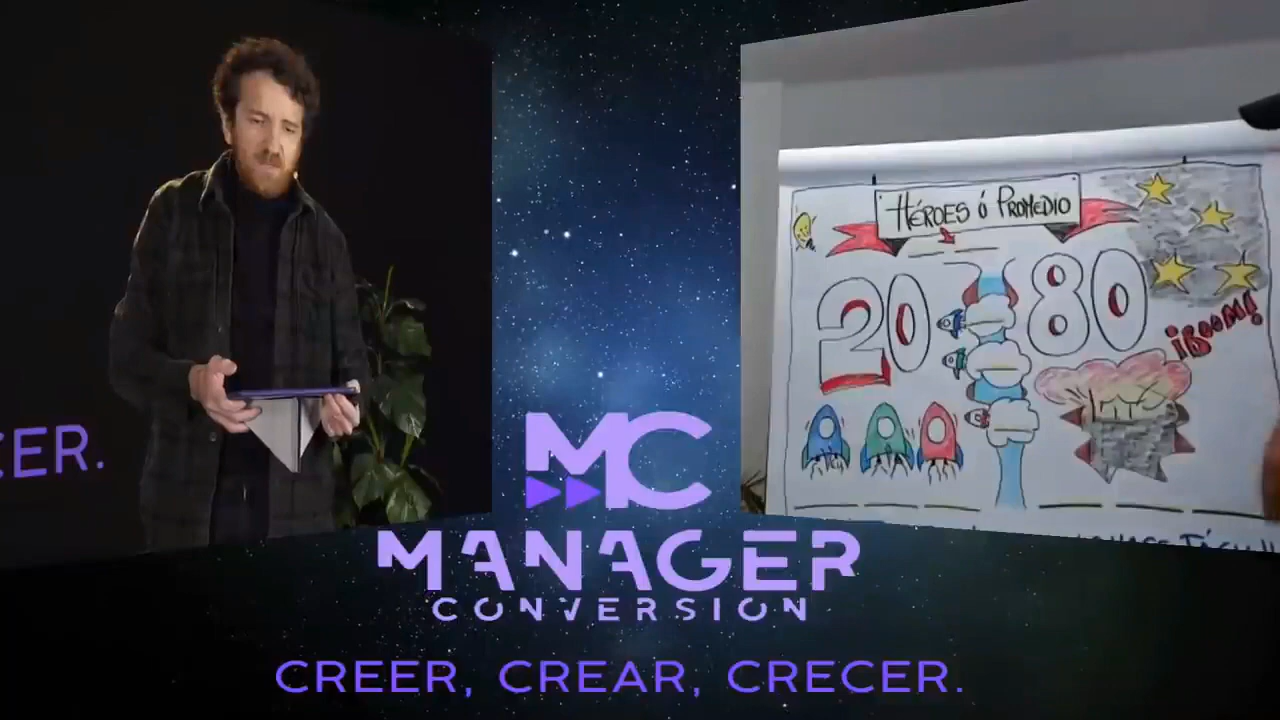 CER.
HÉROES Ó PROMEDIO
20 80
¡BOOM!
MC
MANAGER
CONVERSION
CREER, CREAR, CRECER.